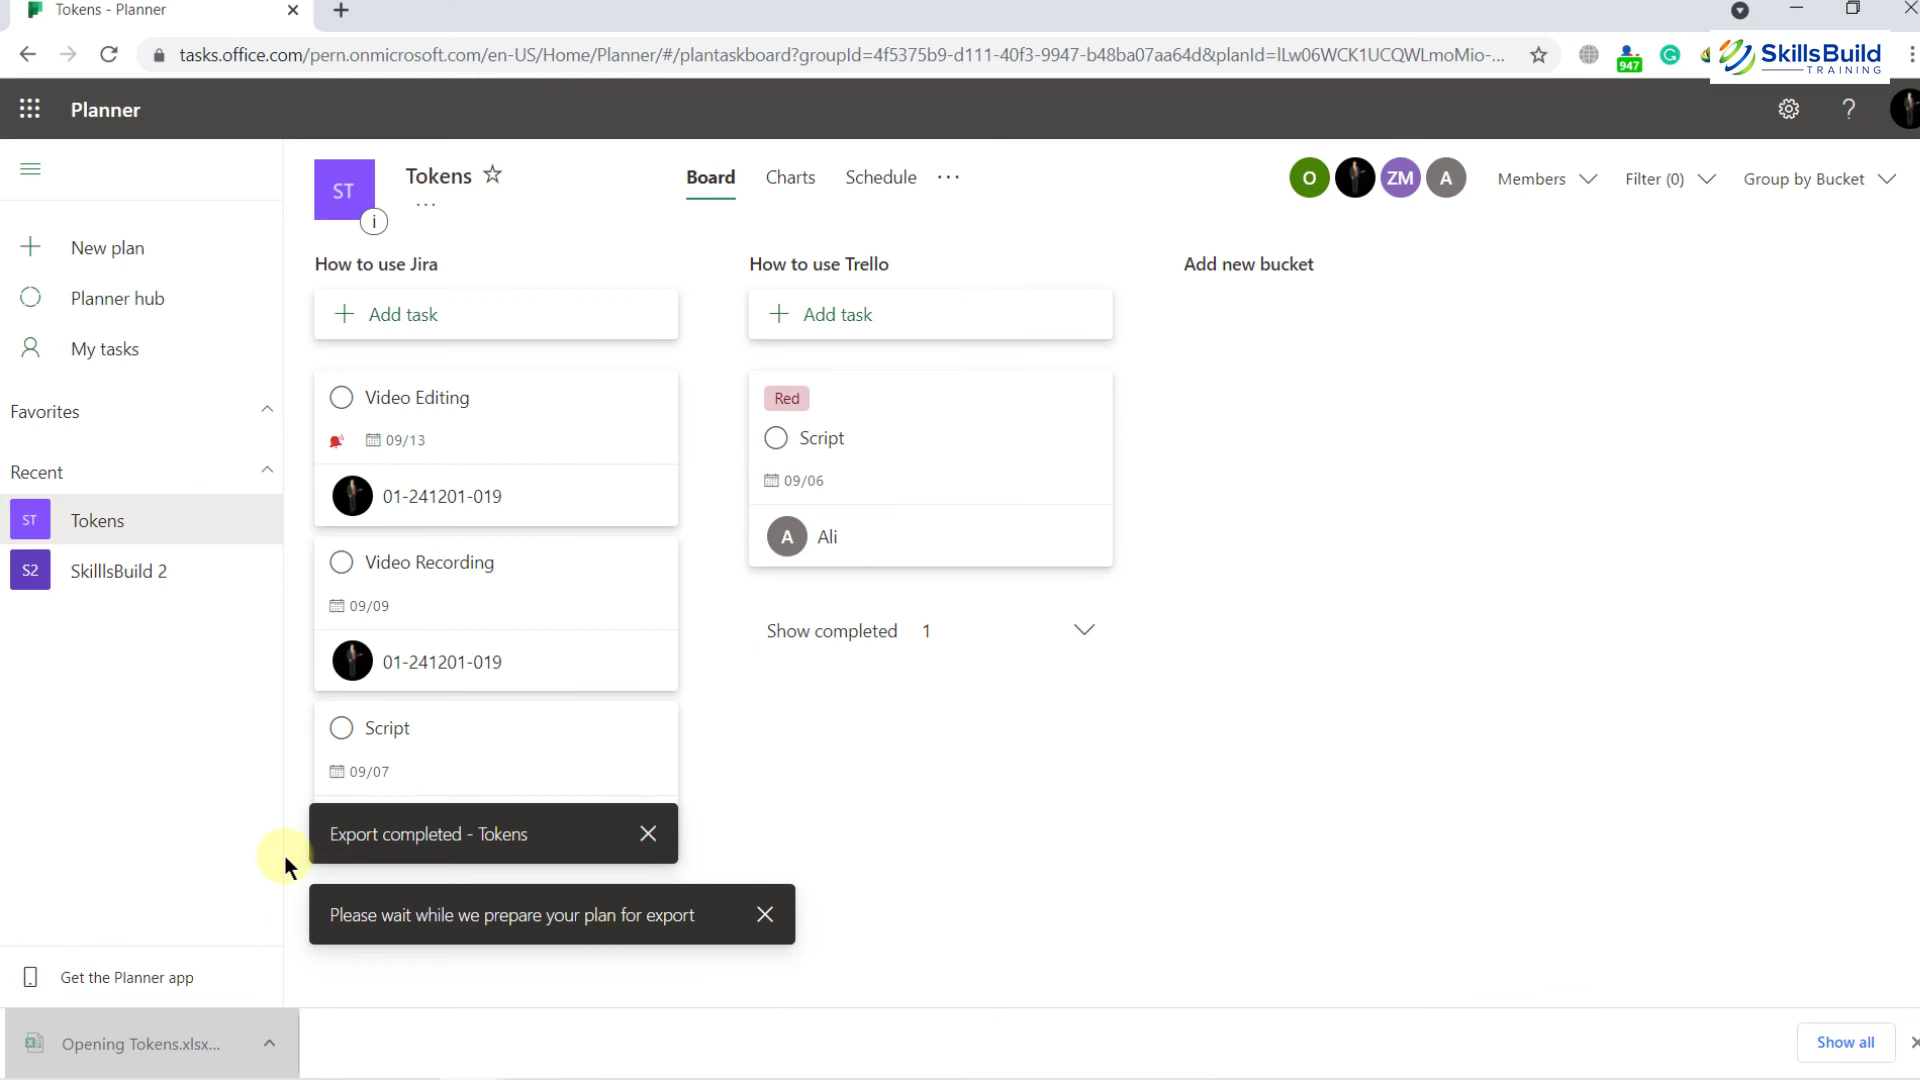 Tokens - Planner
tasks.office.com/pern.onmicrosoft.com/en-US/Home/Planner/#/plantaskboard?groupId=4f5375b9-d111-40f3-9947-b48ba07aa64d&planId=lLw06WCK1UCQWLmoMio-...
947
SkillsBuild
TRAINING
Planner
ST
Tokens
Board
Charts
Schedule
O
ZM
A
Members
Filter (0)
Group by Bucket
New plan
Planner hub
My tasks
Favorites
Recent
ST
Tokens
S2
SkilllsBuild 2
Get the Planner app
How to use Jira
Add task
Video Editing
09/13
01-241201-019
Video Recording
09/09
01-241201-019
Script
09/07
How to use Trello
Add task
Red
Script
09/06
A
Ali
Show completed 1
Add new bucket
Export completed - Tokens
Please wait while we prepare your plan for export
Opening Tokens.xlsx...
Show all